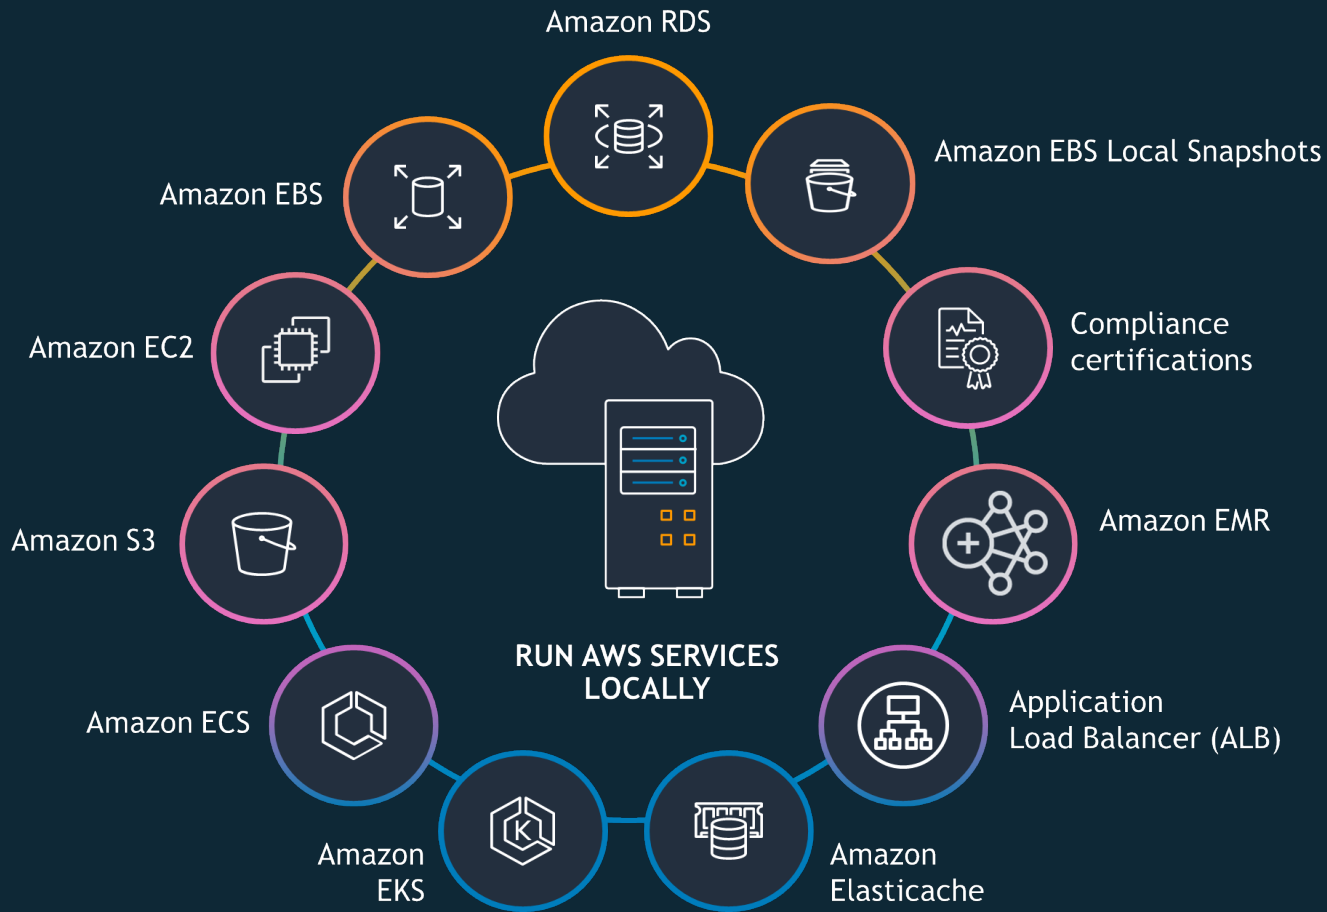 Amazon RDS
Amazon EBS Local Snapshots
Amazon EBS
Compliance
certifications
Amazon EC2
Amazon EMR
Amazon S3
RUN AWS SERVICES
LOCALLY
Application
Load Balancer (ALB)
Amazon ECS
K
Amazon
EKS
Amazon
Elasticache